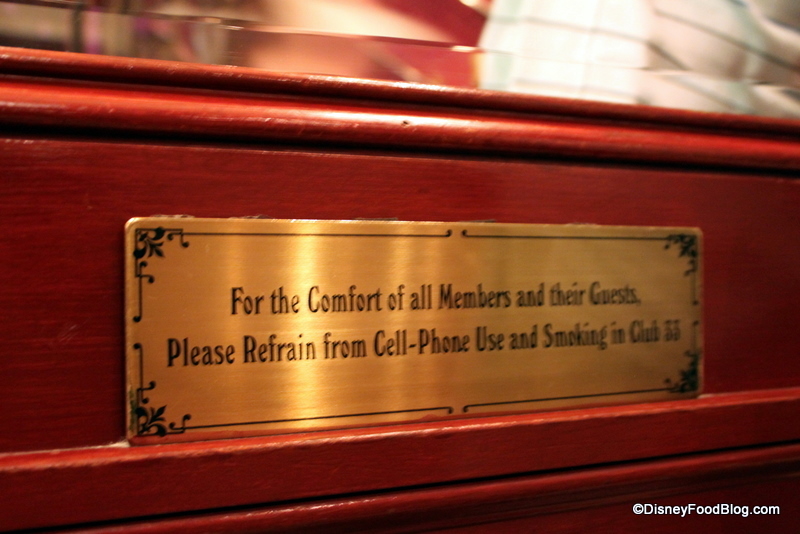 For the Comfort of all Members and their Guests,
Please Refrain from Cell-Phone Use and Smoking in Club 33
©DisneyFoodBlog.com